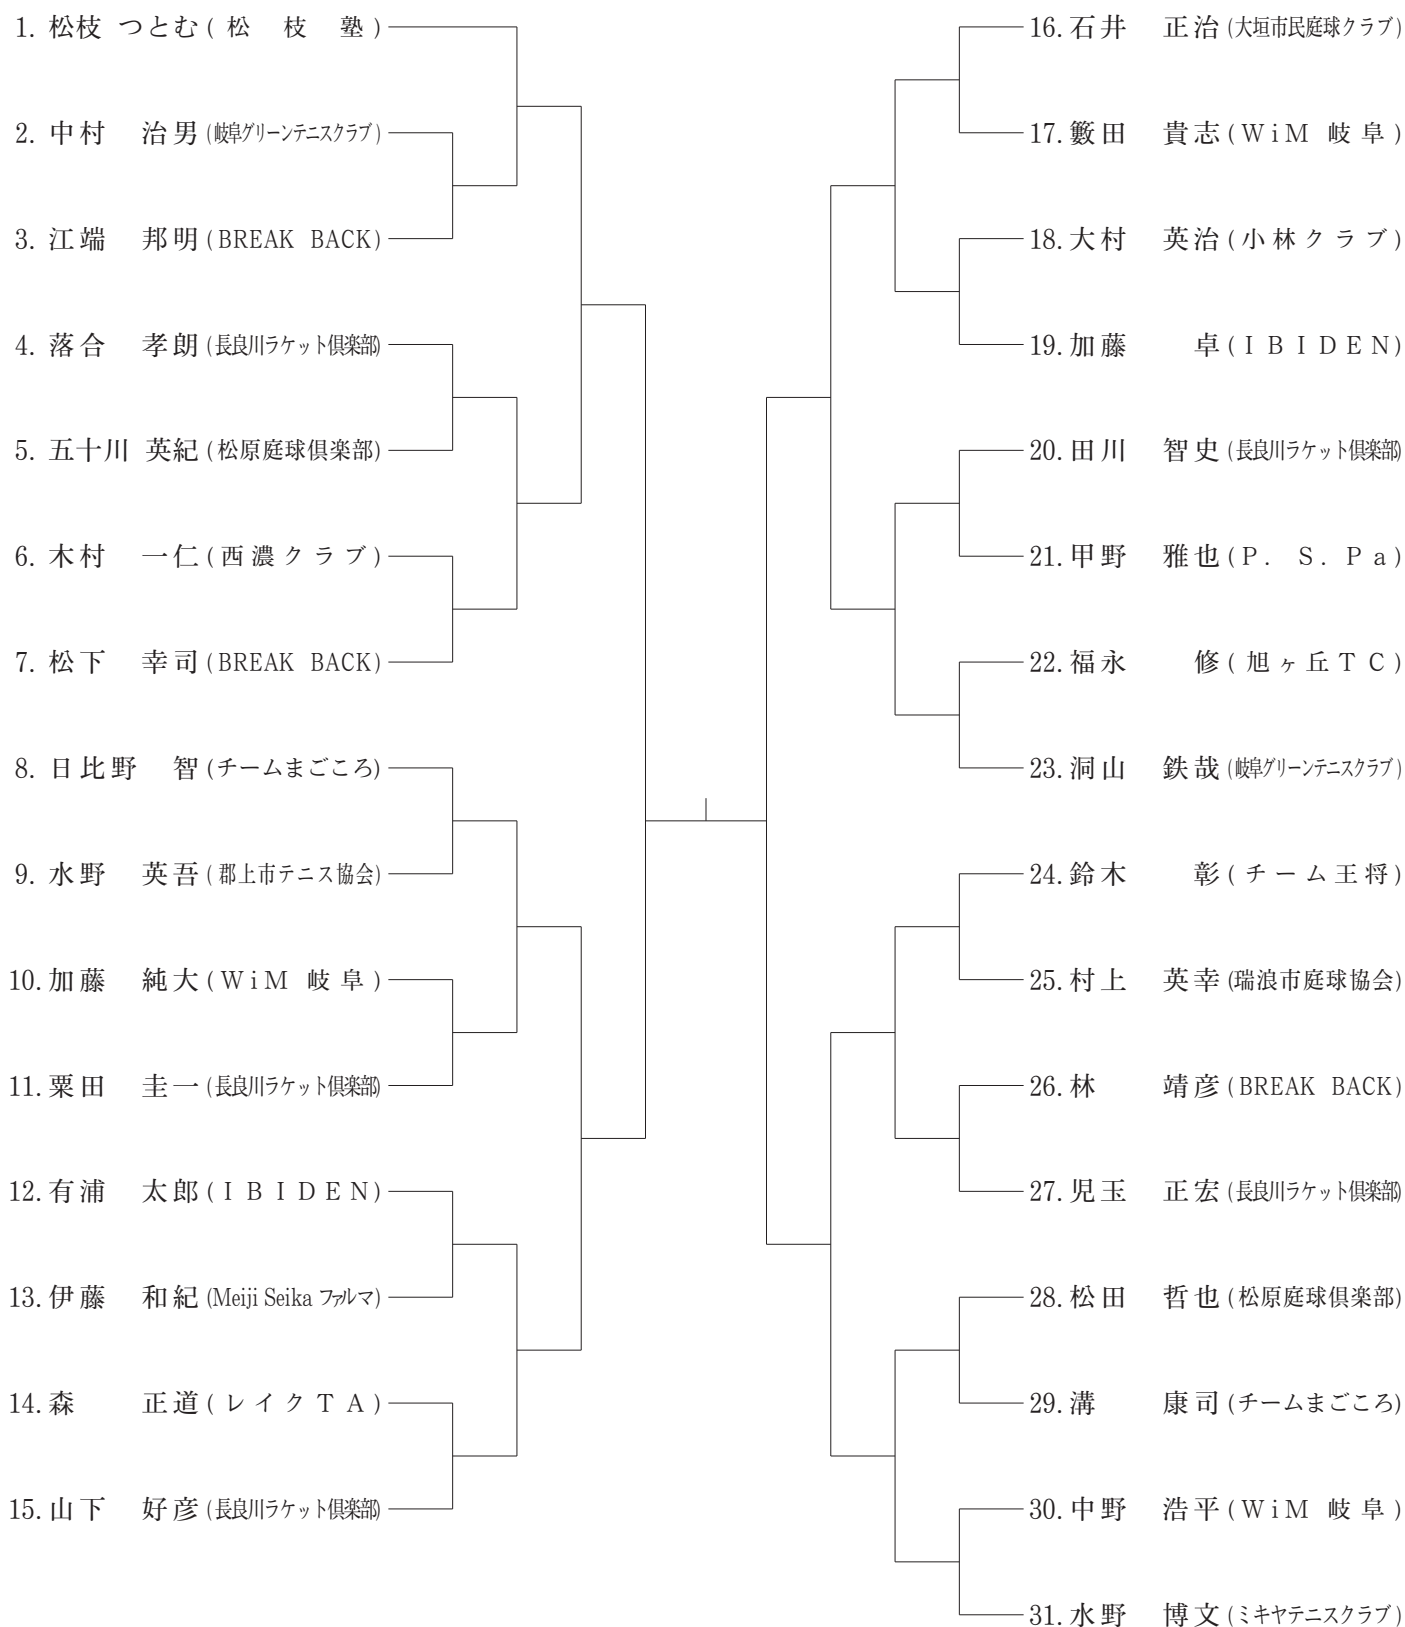 1. 松枝 つとむ (松枝塾)
2. 中村 治男 (岐阜グリーンテニスクラブ)
3. 江端 邦明 (BREAK BACK)
4. 落合 孝朗 (長良川ラケット倶楽部)
5. 五十川 英紀 (松原庭球倶楽部)
6. 木村 一仁 (西濃クラブ)
7. 松下 幸司 (BREAK BACK)
8. 日比野 智 (チームまごころ)
9. 水野 英吾 (郡上市テニス協会)
10. 加藤 純大 (WiM 岐阜)
11. 粟田 圭一 (長良川ラケット倶楽部)
12. 有浦 太郎 (IBIDEN)
13. 伊藤 和紀 (Meiji Seika ファルマ)
14. 森 正道 (レイクTA)
15. 山下 好彦 (長良川ラケット倶楽部)
16. 石井 正治 (大垣市民庭球クラブ)
17. 籔田 貴志 (WiM 岐阜)
18. 大村 英治 (小林クラブ)
19. 加藤 卓 (IBIDEN)
20. 田川 智史 (長良川ラケット倶楽部)
21. 甲野 雅也 (P. S. Pa)
22. 福永 修 (旭ヶ丘TC)
23. 洞山 鉄哉 (岐阜グリーンテニスクラブ)
24. 鈴木 彰 (チーム王将)
25. 村上 英幸 (瑞浪市庭球協会)
26. 林 靖彦 (BREAK BACK)
27. 児玉 正宏 (長良川ラケット倶楽部)
28. 松田 哲也 (松原庭球倶楽部)
29. 溝 康司 (チームまごころ)
30. 中野 浩平 (WiM 岐阜)
31. 水野 博文 (ミキヤテニスクラブ)